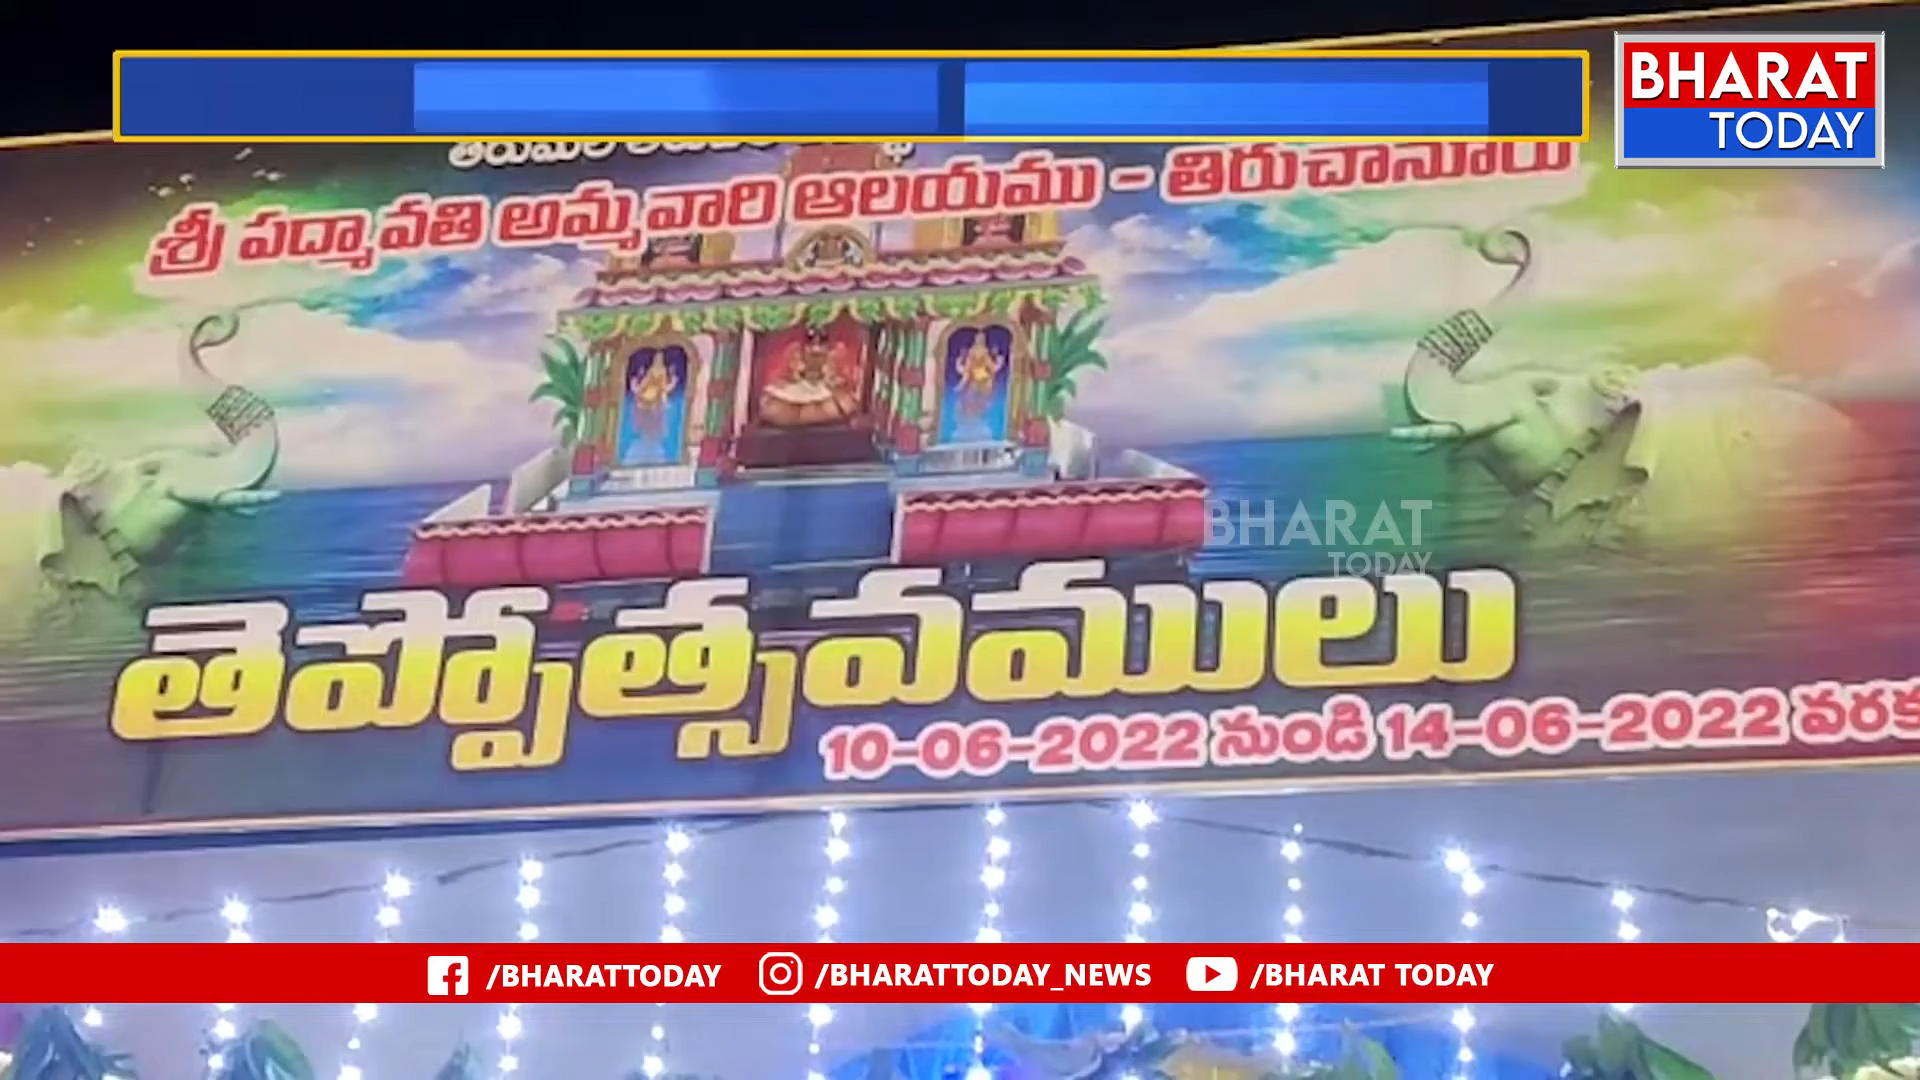 BHARAT
TODAY
శ్రీ పద్మావతి అమ్మవారి ఆలయము - తిరుచానూరు
BHARAT
TODAY
తెప్పోత్సవములు
10-06-2022 నుండి 14-06-2022 వరకు
/BHARATTODAY /BHARATTODAY_NEWS /BHARAT TODAY